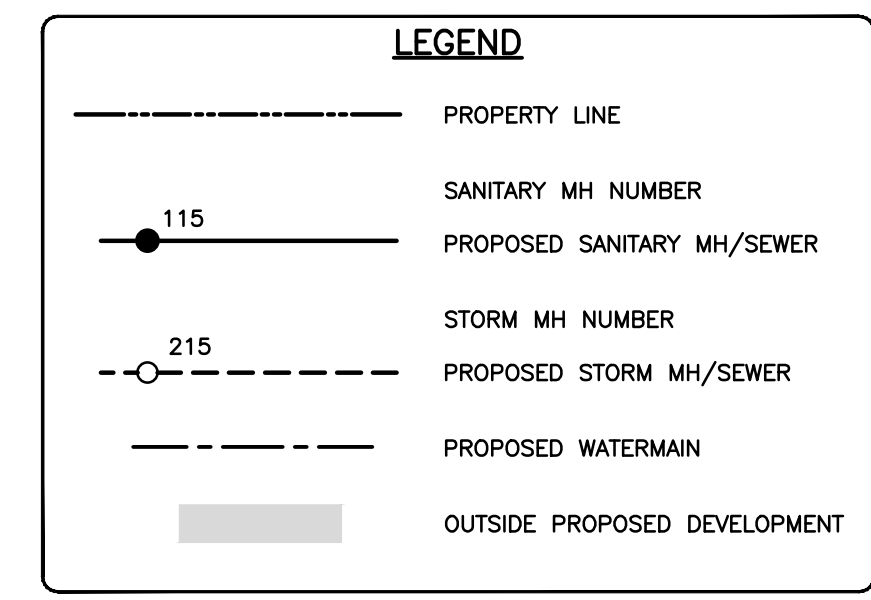 LEGEND
PROPERTY LINE
SANITARY MH NUMBER
115
PROPOSED SANITARY MH/SEWER
STORM MH NUMBER
215
PROPOSED STORM MH/SEWER
PROPOSED WATERMAIN
OUTSIDE PROPOSED DEVELOPMENT